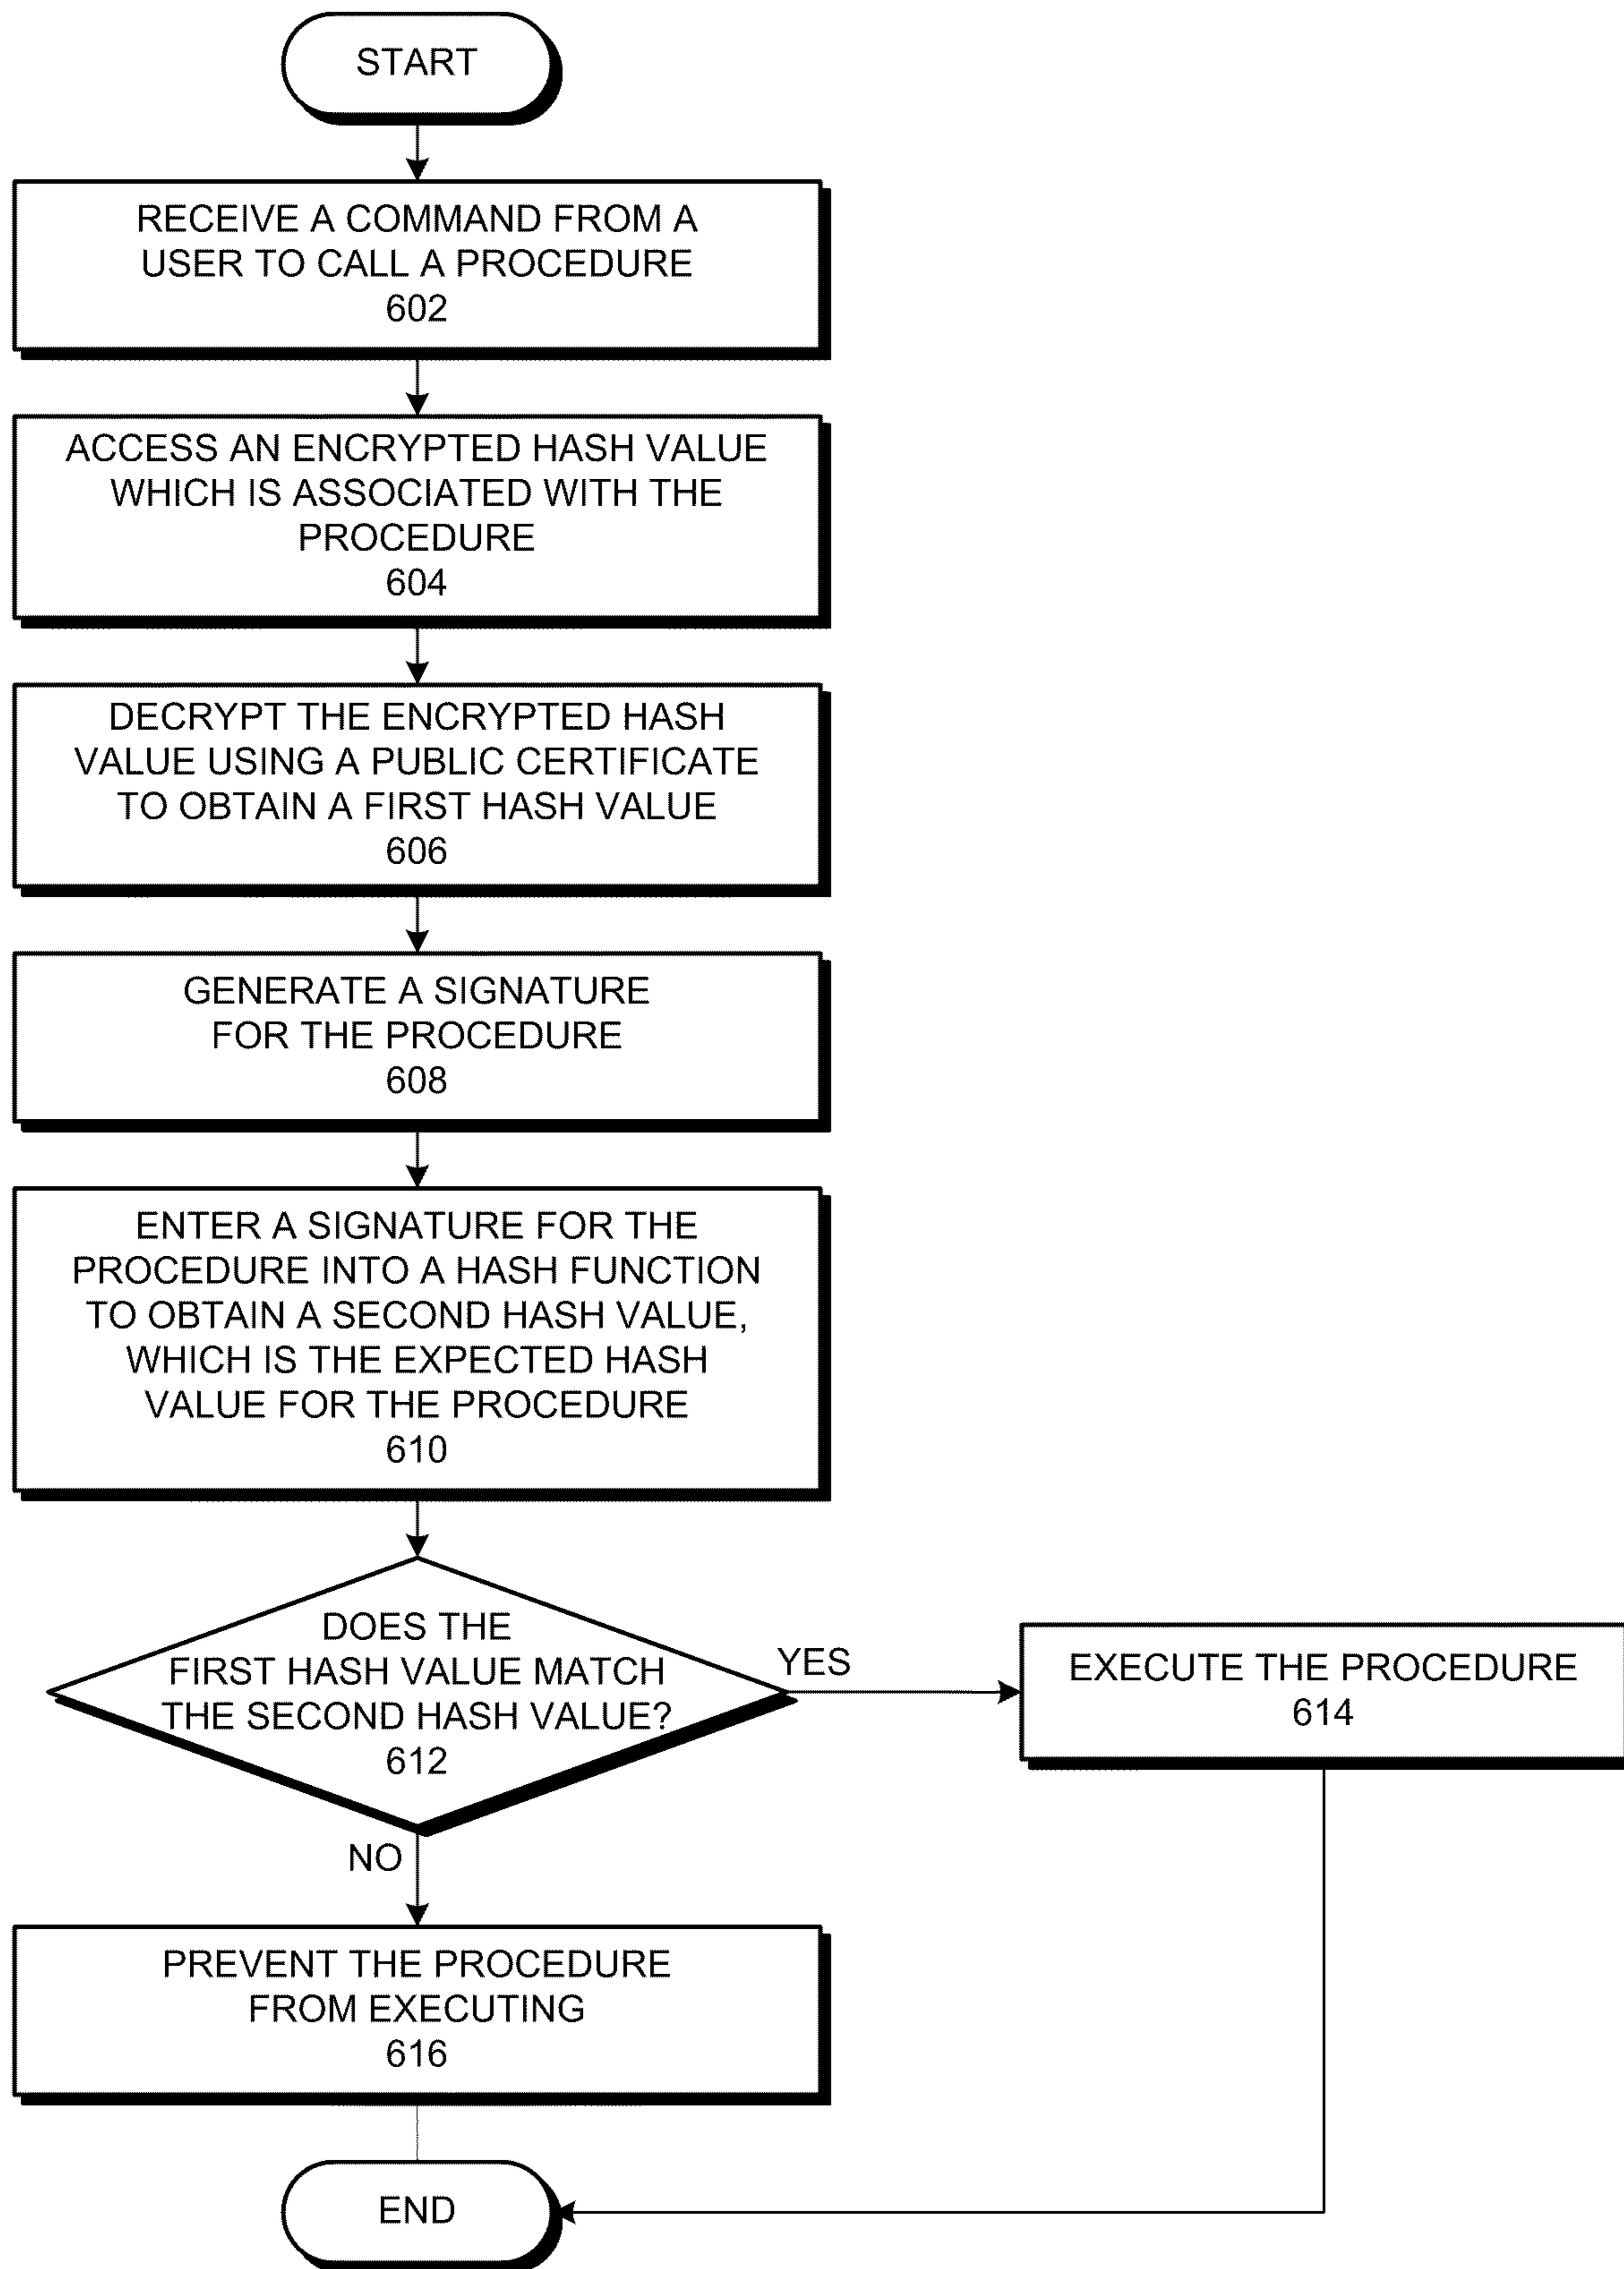 START
RECEIVE A COMMAND FROM A
USER TO CALL A PROCEDURE
602
ACCESS AN ENCRYPTED HASH VALUE
WHICH IS ASSOCIATED WITH THE
PROCEDURE
604
DECRYPT THE ENCRYPTED HASH
VALUE USING A PUBLIC CERTIFICATE
TO OBTAIN A FIRST HASH VALUE
606
GENERATE A SIGNATURE
FOR THE PROCEDURE
608
ENTER A SIGNATURE FOR THE
PROCEDURE INTO A HASH FUNCTION
TO OBTAIN A SECOND HASH VALUE,
WHICH IS THE EXPECTED HASH
VALUE FOR THE PROCEDURE
610
DOES THE
FIRST HASH VALUE MATCH
THE SECOND HASH VALUE?
612
YES
EXECUTE THE PROCEDURE
614
NO
PREVENT THE PROCEDURE
FROM EXECUTING
616
END